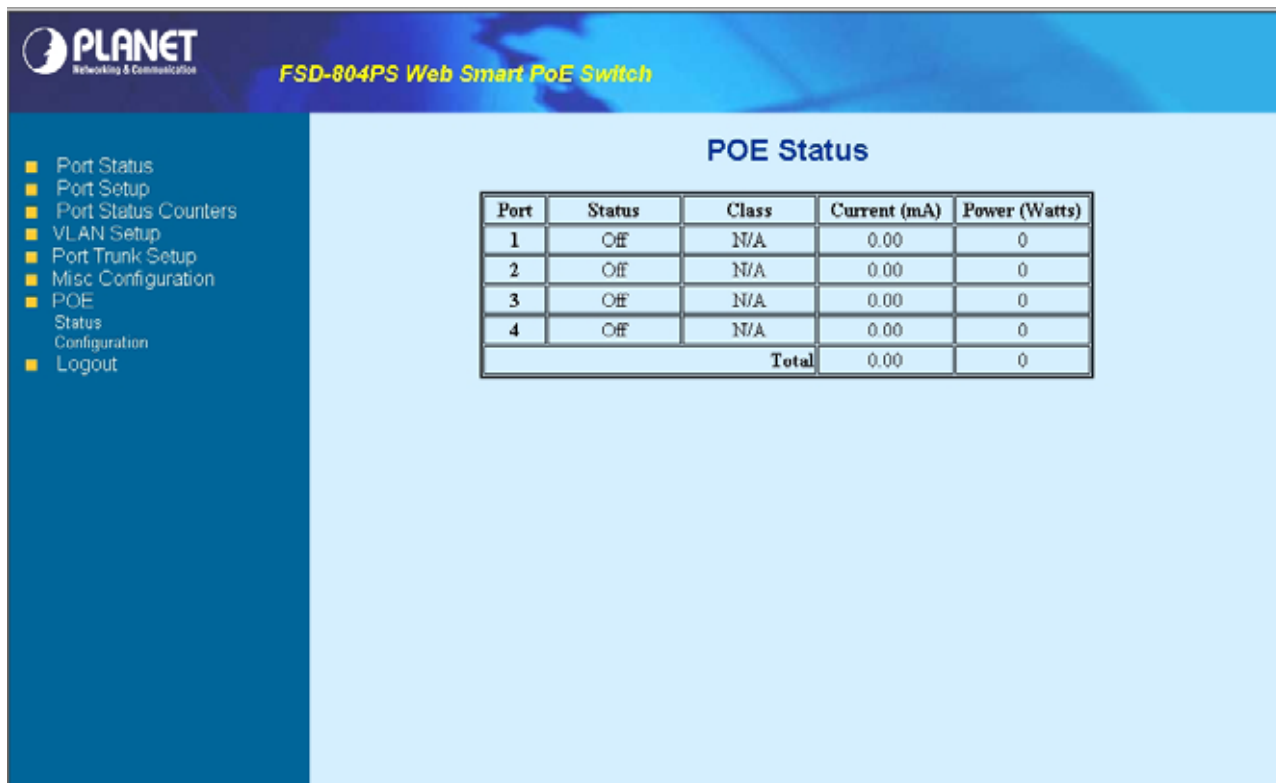 PLANET
Networking & Communication
FSD-804PS Web Smart PoE Switch
Port Status
Port Setup
Port Status Counters
VLAN Setup
Port Trunk Setup
Misc Configuration
POE
Status
Configuration
Logout
POE Status
Port Status Class Current (mA) Power (Watts)
1 Off N/A 0.00 0
2 Off N/A 0.00 0
3 Off N/A 0.00 0
4 Off N/A 0.00 0
Total 0.00 0